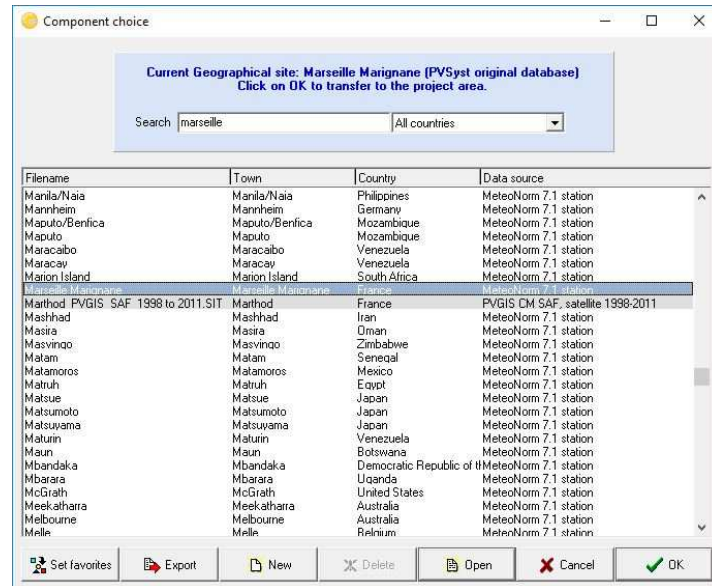 Component choice
Current Geographical site: Marseille Marignane (PVSyst original database)
Click on OK to transfer to the project area.
Search marseille All countries
Filename Town Country Data source
Manila/Naia Manila/Naia Philippines MeteoNorm 7.1 station
Mannheim Mannheim Germany MeteoNorm 7.1 station
Maputo/Benfica Maputo/Benfica Mozambique MeteoNorm 7.1 station
Maputo Maputo Mozambique MeteoNorm 7.1 station
Maracaibo Maracaibo Venezuela MeteoNorm 7.1 station
Maracay Maracay Venezuela MeteoNorm 7.1 station
Marion Island Marion Island South Africa MeteoNorm 7.1 station
Marseille Marignane Marseille Marignane France MeteoNorm 7.1 station
Marthod PVGIS SAF 1998 to 2011.SIT Marthod France PVGIS CM SAF, satellite 1998-2011
Mashhad Mashhad Iran MeteoNorm 7.1 station
Masira Masira Oman MeteoNorm 7.1 station
Masvingo Masvingo Zimbabwe MeteoNorm 7.1 station
Matam Matam Senegal MeteoNorm 7.1 station
Matamoros Matamoros Mexico MeteoNorm 7.1 station
Matruh Matruh Egypt MeteoNorm 7.1 station
Matsue Matsue Japan MeteoNorm 7.1 station
Matsumoto Matsumoto Japan MeteoNorm 7.1 station
Matsuyama Matsuyama Japan MeteoNorm 7.1 station
Maturin Maturin Venezuela MeteoNorm 7.1 station
Maun Maun Botswana MeteoNorm 7.1 station
Mbandaka Mbandaka Democratic Republic of t MeteoNorm 7.1 station
Mbarara Mbarara Uganda MeteoNorm 7.1 station
McGrath McGrath United States MeteoNorm 7.1 station
Meekatharra Meekatharra Australia MeteoNorm 7.1 station
Melbourne Melbourne Australia MeteoNorm 7.1 station
Melle Melle Belgium MeteoNorm 7.1 station
Set favorites Export New Delete Open Cancel OK